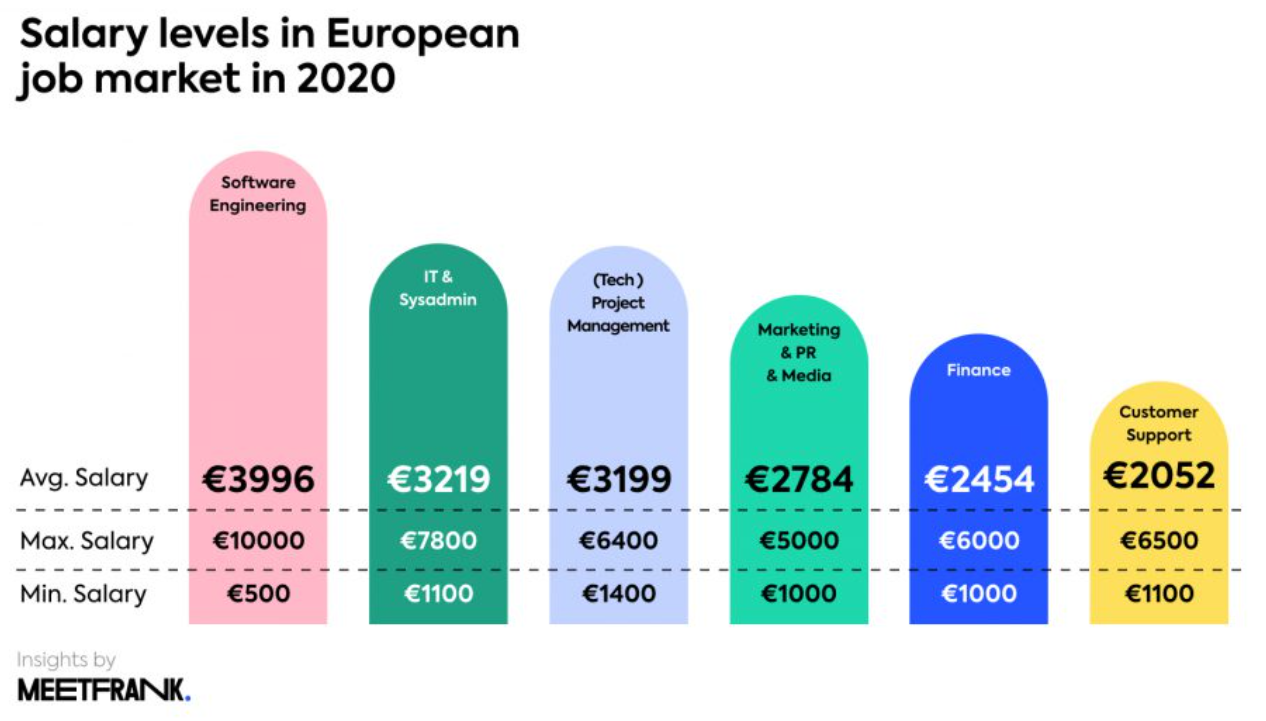 Salary levels in European
job market in 2020
Software
Engineering
IT &
Sysadmin
(Tech )
Project
Management
Marketing
& PR
& Media
Finance
Customer
Support
Avg. Salary €3996 €3219 €3199 €2784 €2454 €2052
Max. Salary €10000 €7800 €6400 €5000 €6000 €6500
Min. Salary €500 €1100 €1400 €1000 €1000 €1100
Insights by
MEETFRANK.